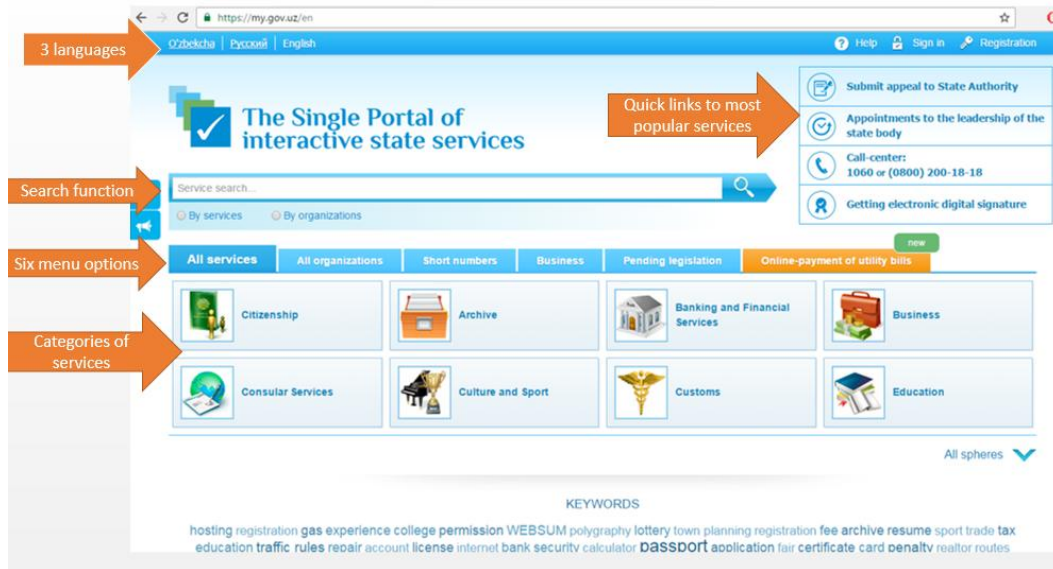 https://my.gov.uz/en
3 languages
O'zbekcha | Русский | English
Help Sign in Registration
The Single Portal of
interactive state services
Quick links to most
popular services
Submit appeal to State Authority
Appointments to the leadership of the
state body
Call-center:
1060 or (0800) 200-18-18
Getting electronic digital signature
Search function
Service search...
By services By organizations
Six menu options
new
All services All organizations Short numbers Business Pending legislation Online-payment of utility bills
Categories of
services
Citizenship
Archive
Banking and Financial
Services
Business
Consular Services
Culture and Sport
Customs
Education
All spheres
KEYWORDS
hosting registration gas experience college permission WEBSUM polygraphy lottery town planning registration fee archive resume sport trade tax
education traffic rules repair account license internet bank security calculator passport application fair certificate card penalty realtor routes